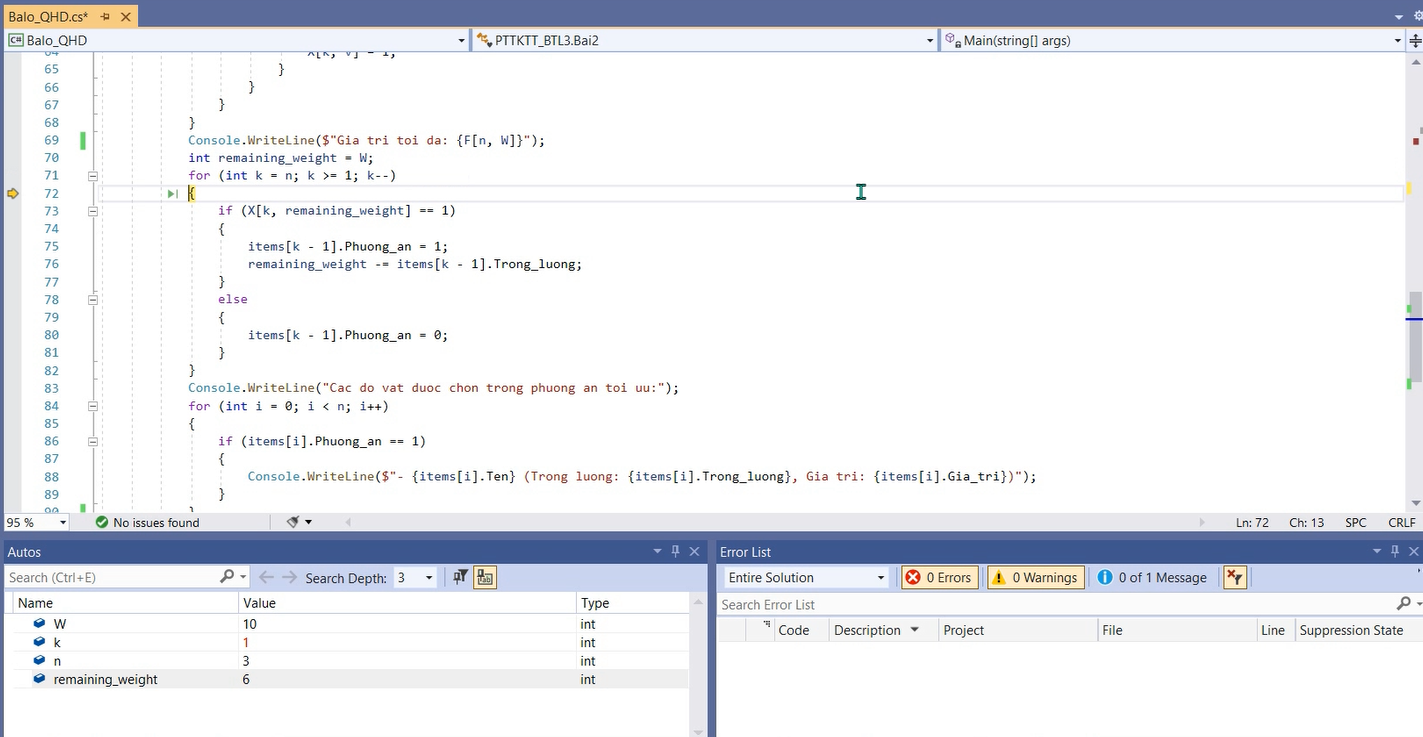 Balo_QHD.cs*
C# Balo_QHD PTTKTT_BTL3.Bai2 Main(string[] args)
64 X[k, v] = 1;
65 }
66 }
67 }
68 }
69 Console.WriteLine($"Gia tri toi da: {F[n, W]}");
70 int remaining_weight = W;
71 for (int k = n; k >= 1; k--)
72 {
73 if (X[k, remaining_weight] == 1)
74 {
75 items[k - 1].Phuong_an = 1;
76 remaining_weight -= items[k - 1].Trong_luong;
77 }
78 else
79 {
80 items[k - 1].Phuong_an = 0;
81 }
82 }
83 Console.WriteLine("Cac do vat duoc chon trong phuong an toi uu:");
84 for (int i = 0; i < n; i++)
85 {
86 if (items[i].Phuong_an == 1)
87 {
88 Console.WriteLine($"- {items[i].Ten} (Trong luong: {items[i].Trong_luong}, Gia tri: {items[i].Gia_tri})");
89 }
90 }
95 % No issues found Ln: 72 Ch: 13 SPC CRLF
Autos
Search (Ctrl+E) Search Depth: 3
Name Value Type
W 10 int
k 1 int
n 3 int
remaining_weight 6 int
Error List
Entire Solution 0 Errors 0 Warnings 0 of 1 Message
Search Error List
Code Description Project File Line Suppression State